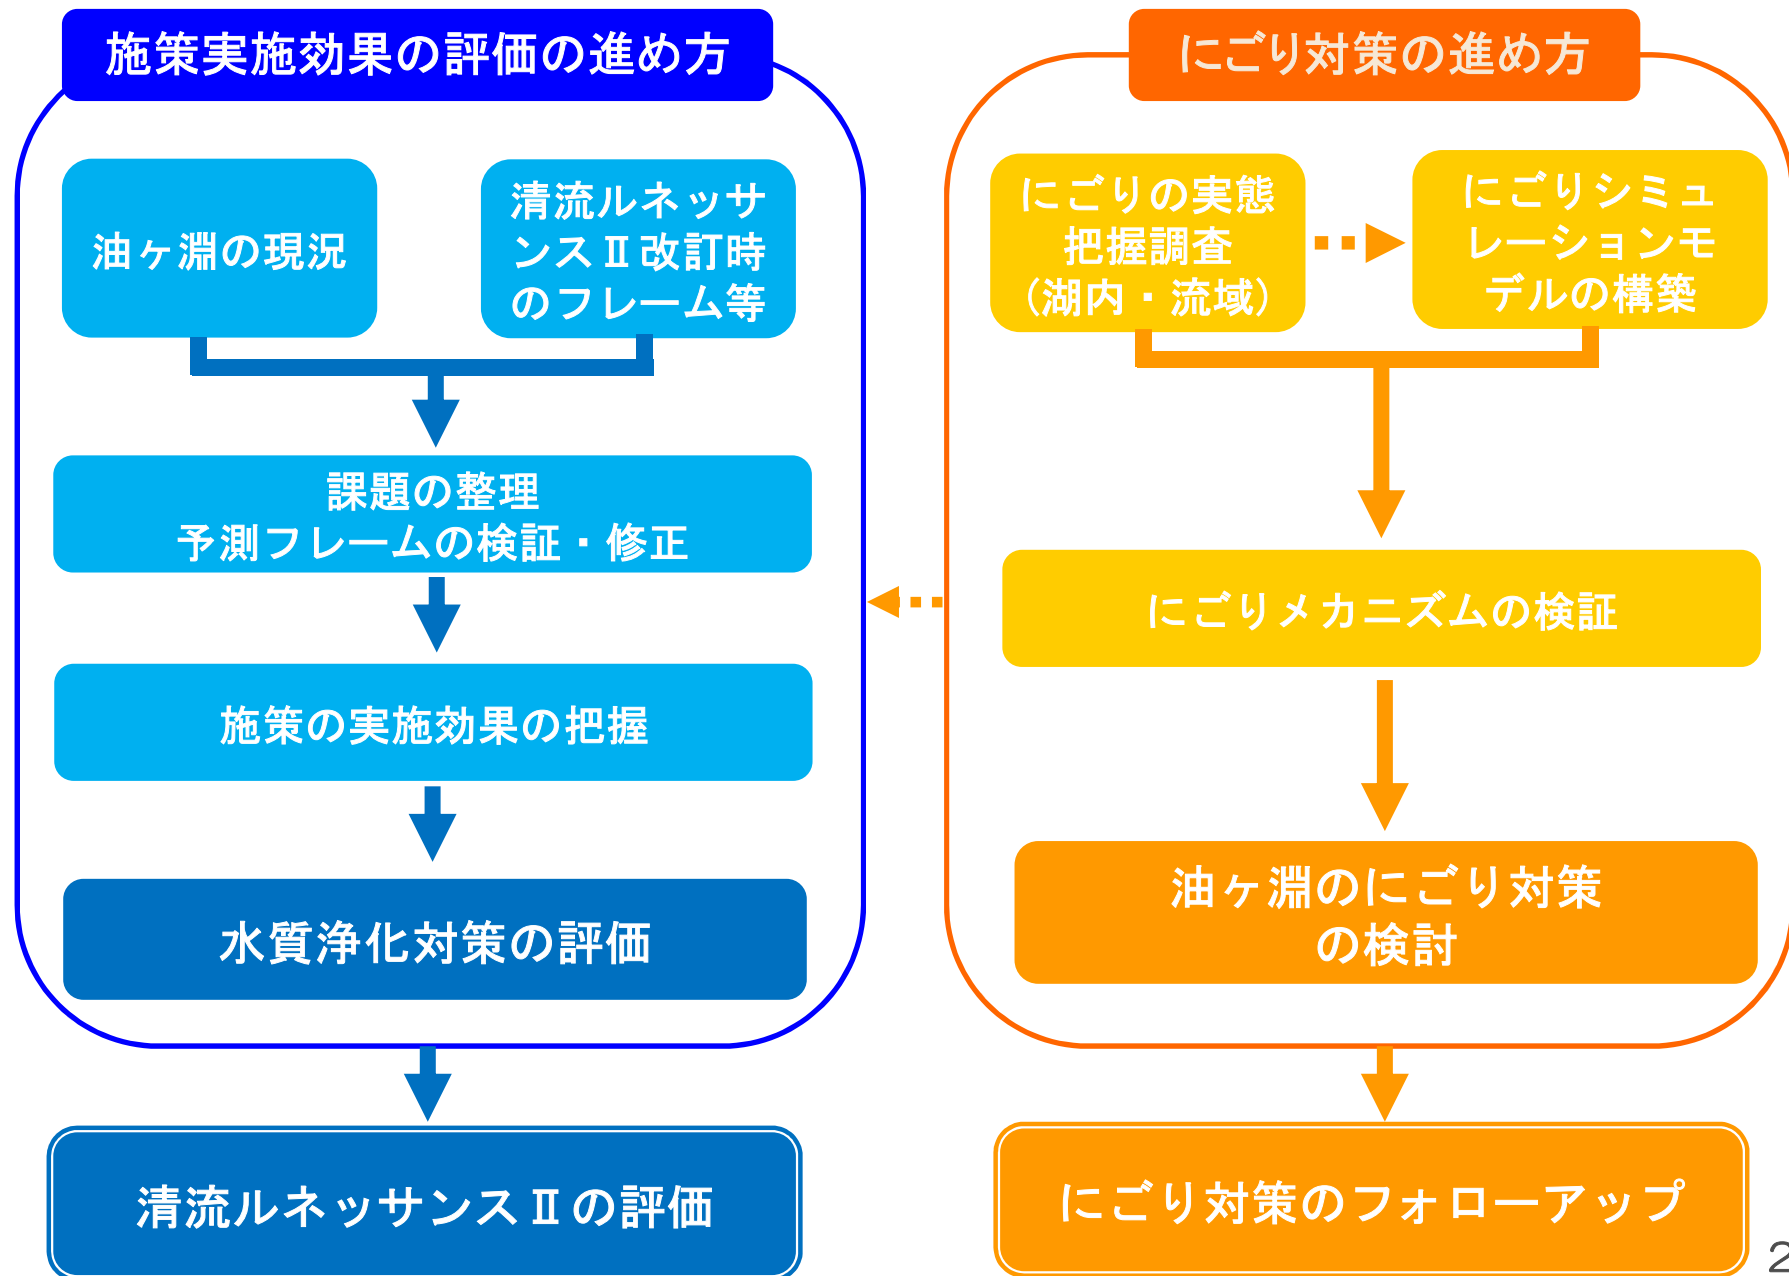 施策実施効果の評価の進め方
油ヶ淵の現況
清流ルネッサ
ンスⅡ改訂時
のフレーム等
課題の整理
予測フレームの検証・修正
施策の実施効果の把握
水質浄化対策の評価
清流ルネッサンスⅡの評価
にごり対策の進め方
にごりの実態
把握調査
（湖内・流域）
にごりシミュ
レーションモ
デルの構築
にごりメカニズムの検証
油ヶ淵のにごり対策
の検討
にごり対策のフォローアップ
2